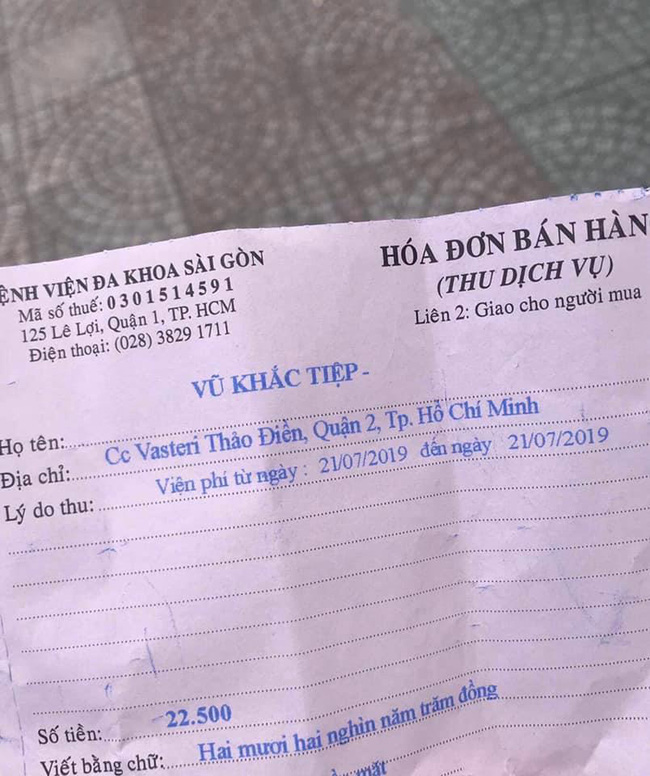 BỆNH VIỆN ĐA KHOA SÀI GÒN
Mã số thuế: 0301514591
125 Lê Lợi, Quận 1, TP. HCM
Điện thoại: (028) 3829 1711
HÓA ĐƠN BÁN HÀN
(THU DỊCH VỤ)
Liên 2: Giao cho người mua
VŨ KHẮC TIỆP -
Họ tên:
Địa chỉ: Cc Vasteri Thảo Điền, Quận 2, Tp. Hồ Chí Minh
Lý do thu: Viện phí từ ngày : 21/07/2019 đến ngày 21/07/2019
Số tiền: 22.500
Viết bằng chữ: Hai mươi hai nghìn năm trăm đồng
mặt